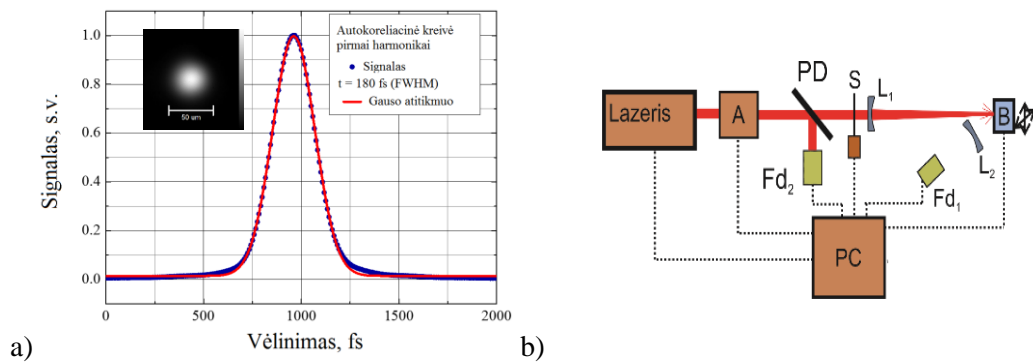 Signalas, s.v.
1.0
0.8
0.6
0.4
0.2
0.0
50 um
Autokoreliacinė kreivė
pirmai harmonikai
Signalas
t = 180 fs (FWHM)
Gauso atitikmuo
0
500
1000
1500
2000
Vėlinimas, fs
a)
Lazeris
A
PD
S
L1
B
L2
Fd2
Fd1
PC
b)